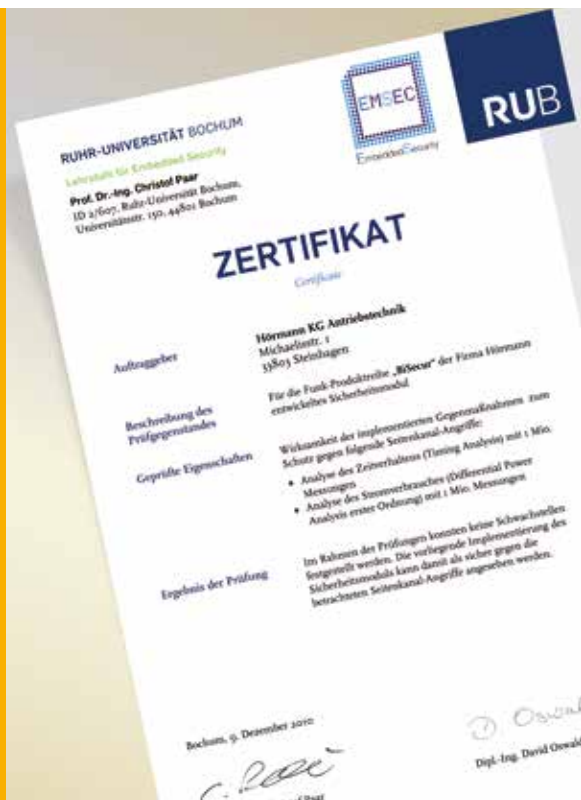 EMSEC
EmbeddedSecurity
RUB
RUHR-UNIVERSITÄT BOCHUM
Lehrstuhl für Embedded Security
Prof. Dr.-Ing. Christof Paar
ID 2/607, Ruhr-Universität Bochum,
Universitätsstr. 150, 44801 Bochum
ZERTIFIKAT
Certificate
Auftraggeber
Hörmann KG Antriebstechnik
Michaelisstr. 1
33803 Steinhagen
Beschreibung des
Prüfgegenstandes
Für die Funk-Produktreihe „BiSecur“ der Firma Hörmann
entwickeltes Sicherheitsmodul
Geprüfte Eigenschaften
Wirksamkeit der implementierten Gegenmaßnahmen zum
Schutz gegen folgende Seitenkanal-Angriffe:
• Analyse des Zeitverhaltens (Timing Analysis) mit 1 Mio.
Messungen
• Analyse des Stromverbrauches (Differential Power
Analysis erster Ordnung) mit 1 Mio. Messungen
Ergebnis der Prüfung
Im Rahmen der Prüfungen konnten keine Schwachstellen
festgestellt werden. Die vorliegende Implementierung des
Sicherheitsmoduls kann damit als sicher gegen die
betrachteten Seitenkanal-Angriffe angesehen werden.
Bochum, 9. Dezember 2010
D. Oswald
Dipl.-Ing. David Oswald
Paar